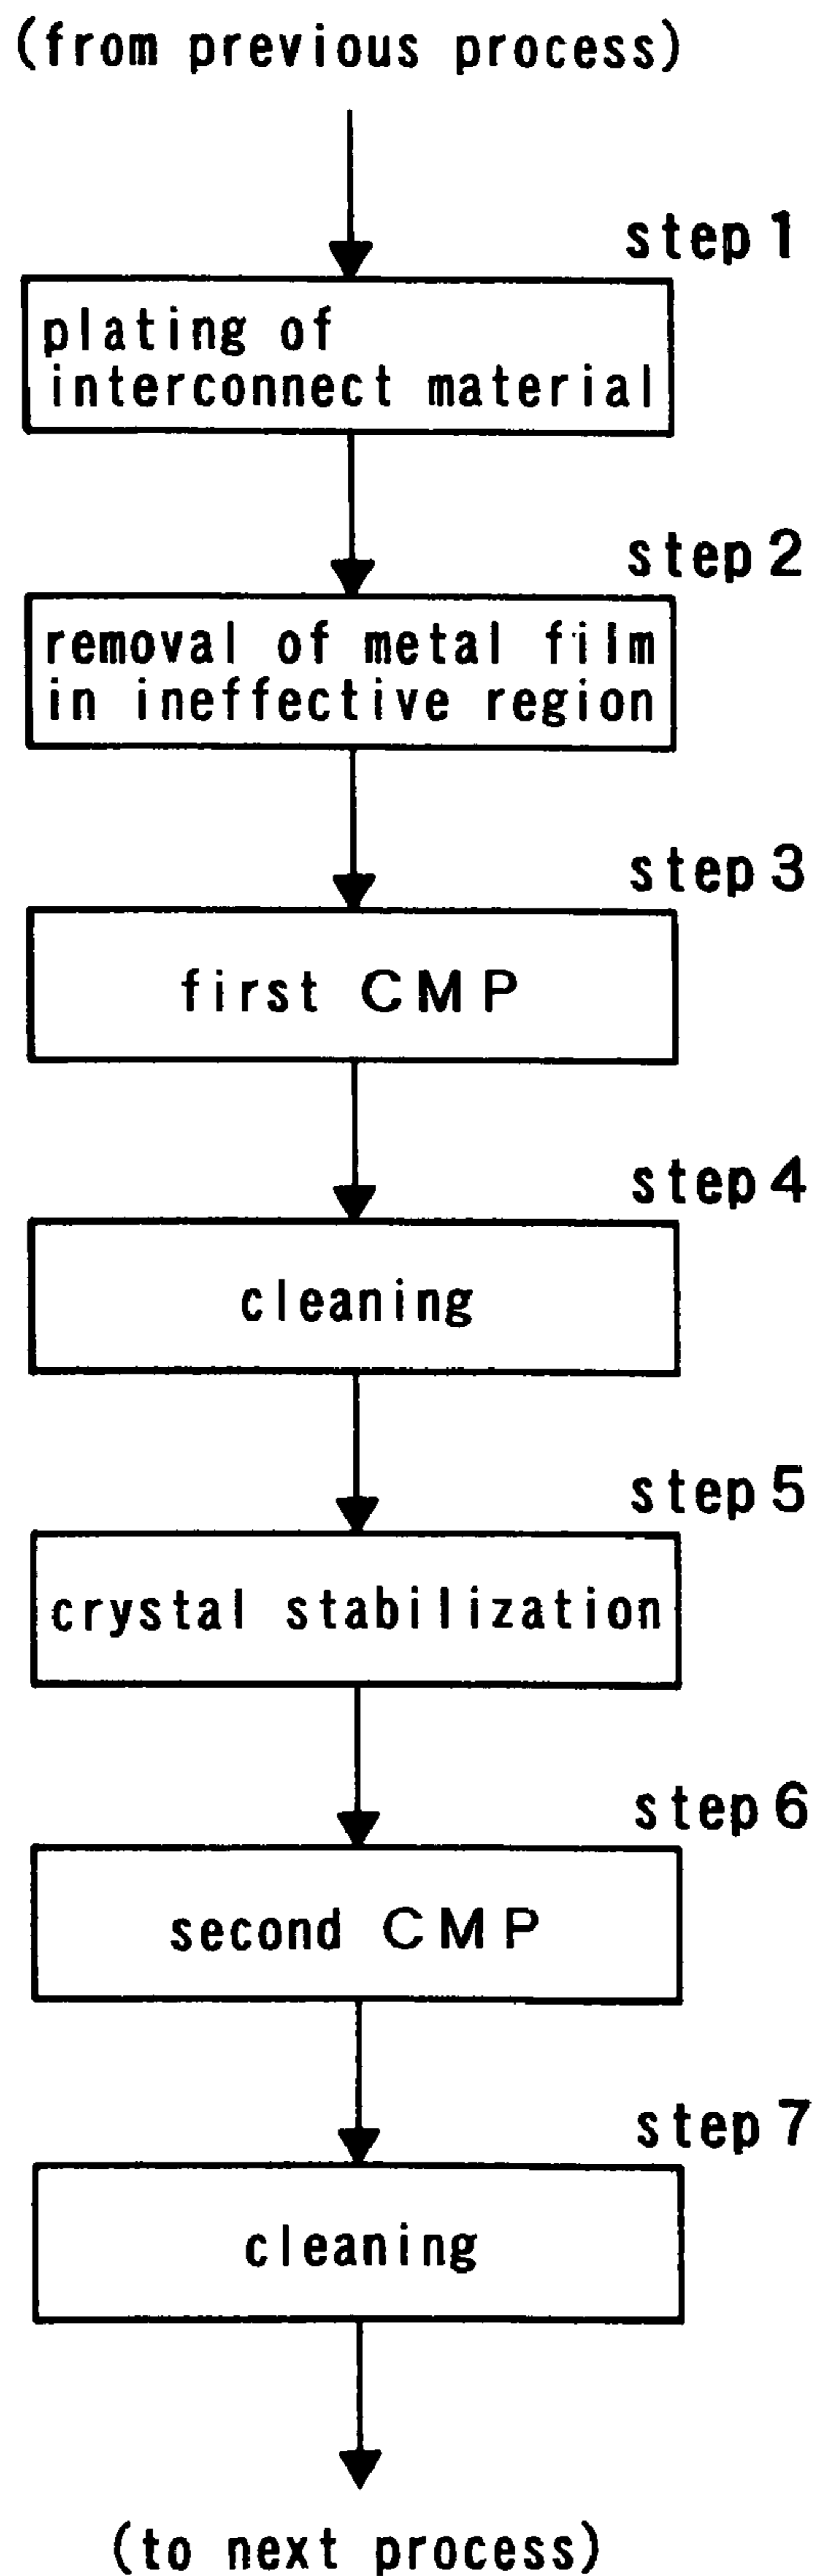 (from previous process)
step 1
plating of
interconnect material
step 2
removal of metal film
in ineffective region
step 3
first CMP
step 4
cleaning
step 5
crystal stabilization
step 6
second CMP
step 7
cleaning
(to next process)